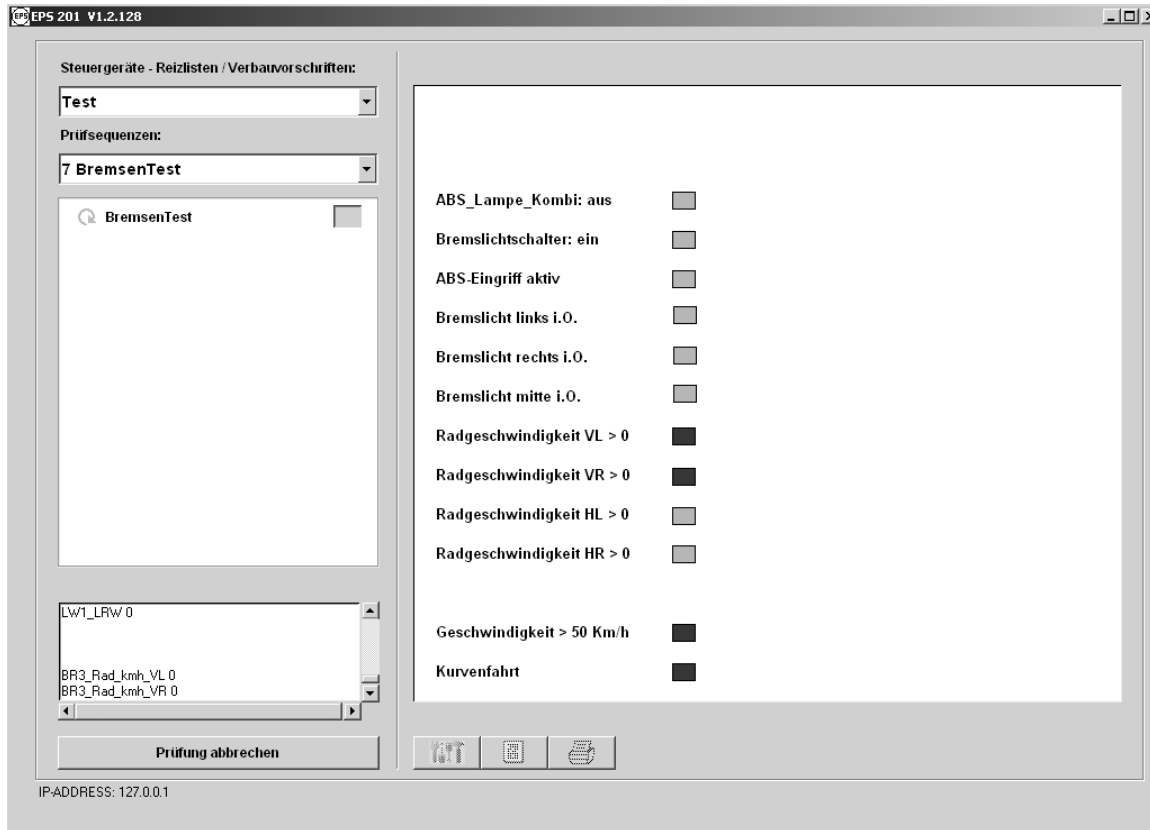 EPS EPS 201 V1.2.128
Steuergeräte - Reizlisten / Verbauvorschriften:
Test
Prüfsequenzen:
7 BremsenTest
BremsenTest
LW1_LRW 0
BR3_Rad_kmh_VL 0
BR3_Rad_kmh_VR 0
Prüfung abbrechen
ABS_Lampe_Kombi: aus
Bremslichtschalter: ein
ABS-Eingriff aktiv
Bremslicht links i.O.
Bremslicht rechts i.O.
Bremslicht mitte i.O.
Radgeschwindigkeit VL > 0
Radgeschwindigkeit VR > 0
Radgeschwindigkeit HL > 0
Radgeschwindigkeit HR > 0
Geschwindigkeit > 50 Km/h
Kurvenfahrt
IP-ADDRESS: 127.0.0.1